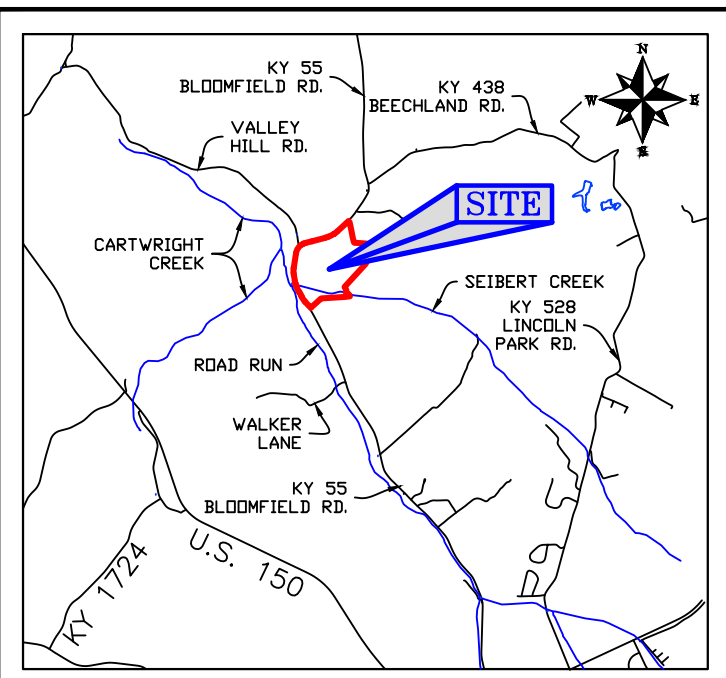 KY 55
BLOOMFIELD RD.
KY 438
BEECHLAND RD.
N
W
E
S
VALLEY
HILL RD.
SITE
CARTWRIGHT
CREEK
SEIBERT CREEK
KY 528
LINCOLN
PARK RD.
ROAD RUN
WALKER
LANE
KY 55
BLOOMFIELD RD.
U.S. 150
KY 1724